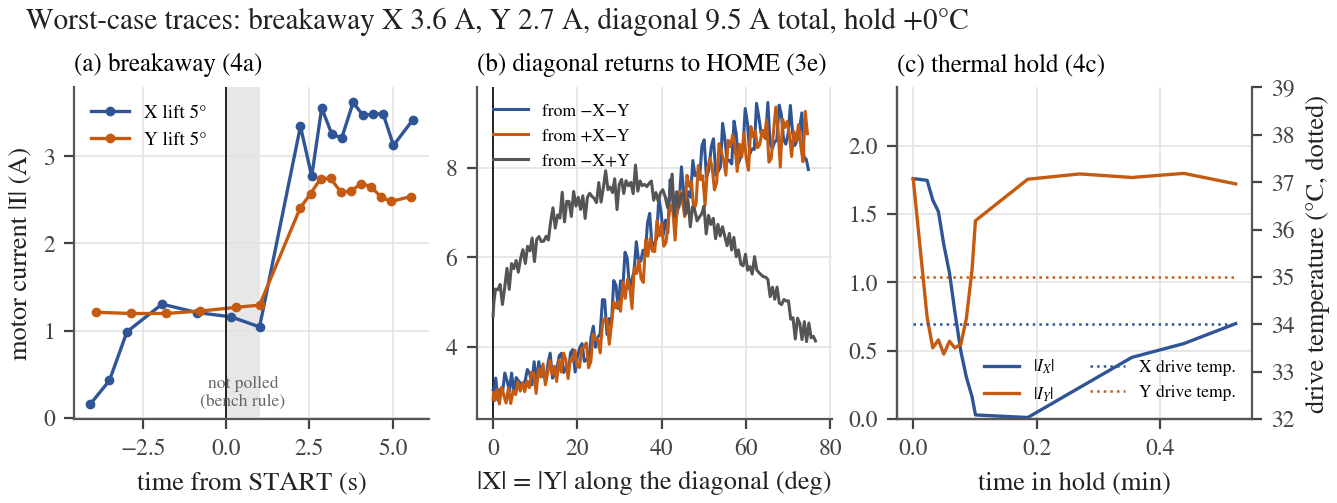 Worst-case traces: breakaway X 3.6 A, Y 2.7 A, diagonal 9.5 A total, hold +0°C
(a) breakaway (4a)
motor current |I| (A)
3
2
1
0
X lift 5°
Y lift 5°
not polled
(bench rule)
−2.5
0.0
2.5
5.0
time from START (s)
(b) diagonal returns to HOME (3e)
8
6
4
from −X−Y
from +X−Y
from −X+Y
0
20
40
60
80
|X| = |Y| along the diagonal (deg)
(c) thermal hold (4c)
2.0
1.5
1.0
0.5
0.0
|I_X|
|I_Y|
X drive temp.
Y drive temp.
0.0
0.2
0.4
time in hold (min)
39
38
37
36
35
34
33
32
drive temperature (°C, dotted)